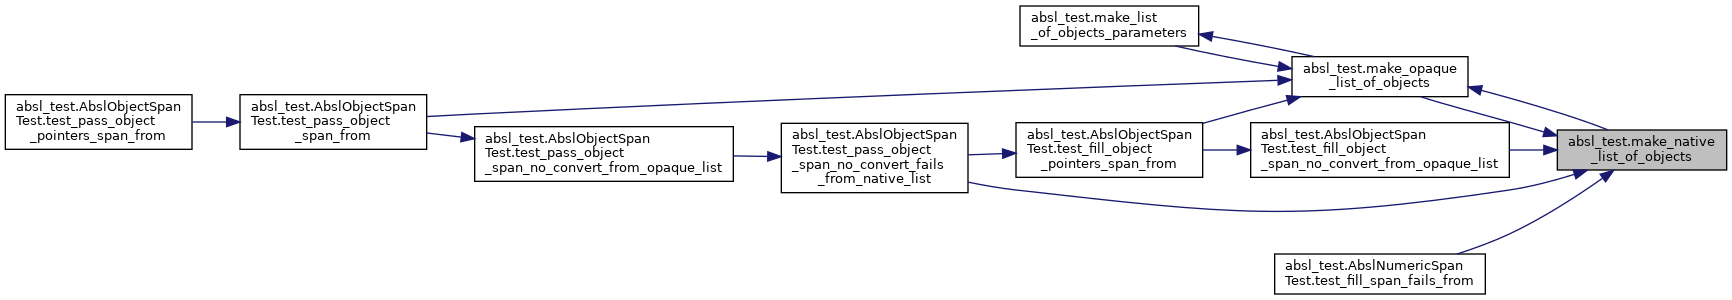 absl_test.make_list
_of_objects_parameters
absl_test.make_opaque
_list_of_objects
absl_test.AbslObjectSpan
Test.test_pass_object
_pointers_span_from
absl_test.AbslObjectSpan
Test.test_pass_object
_span_from
absl_test.AbslObjectSpan
Test.test_pass_object
_span_no_convert_from_opaque_list
absl_test.AbslObjectSpan
Test.test_pass_object
_span_no_convert_fails
_from_native_list
absl_test.AbslObjectSpan
Test.test_fill_object
_pointers_span_from
absl_test.AbslObjectSpan
Test.test_fill_object
_span_no_convert_from_opaque_list
absl_test.make_native
_list_of_objects
absl_test.AbslNumericSpan
Test.test_fill_span_fails_from